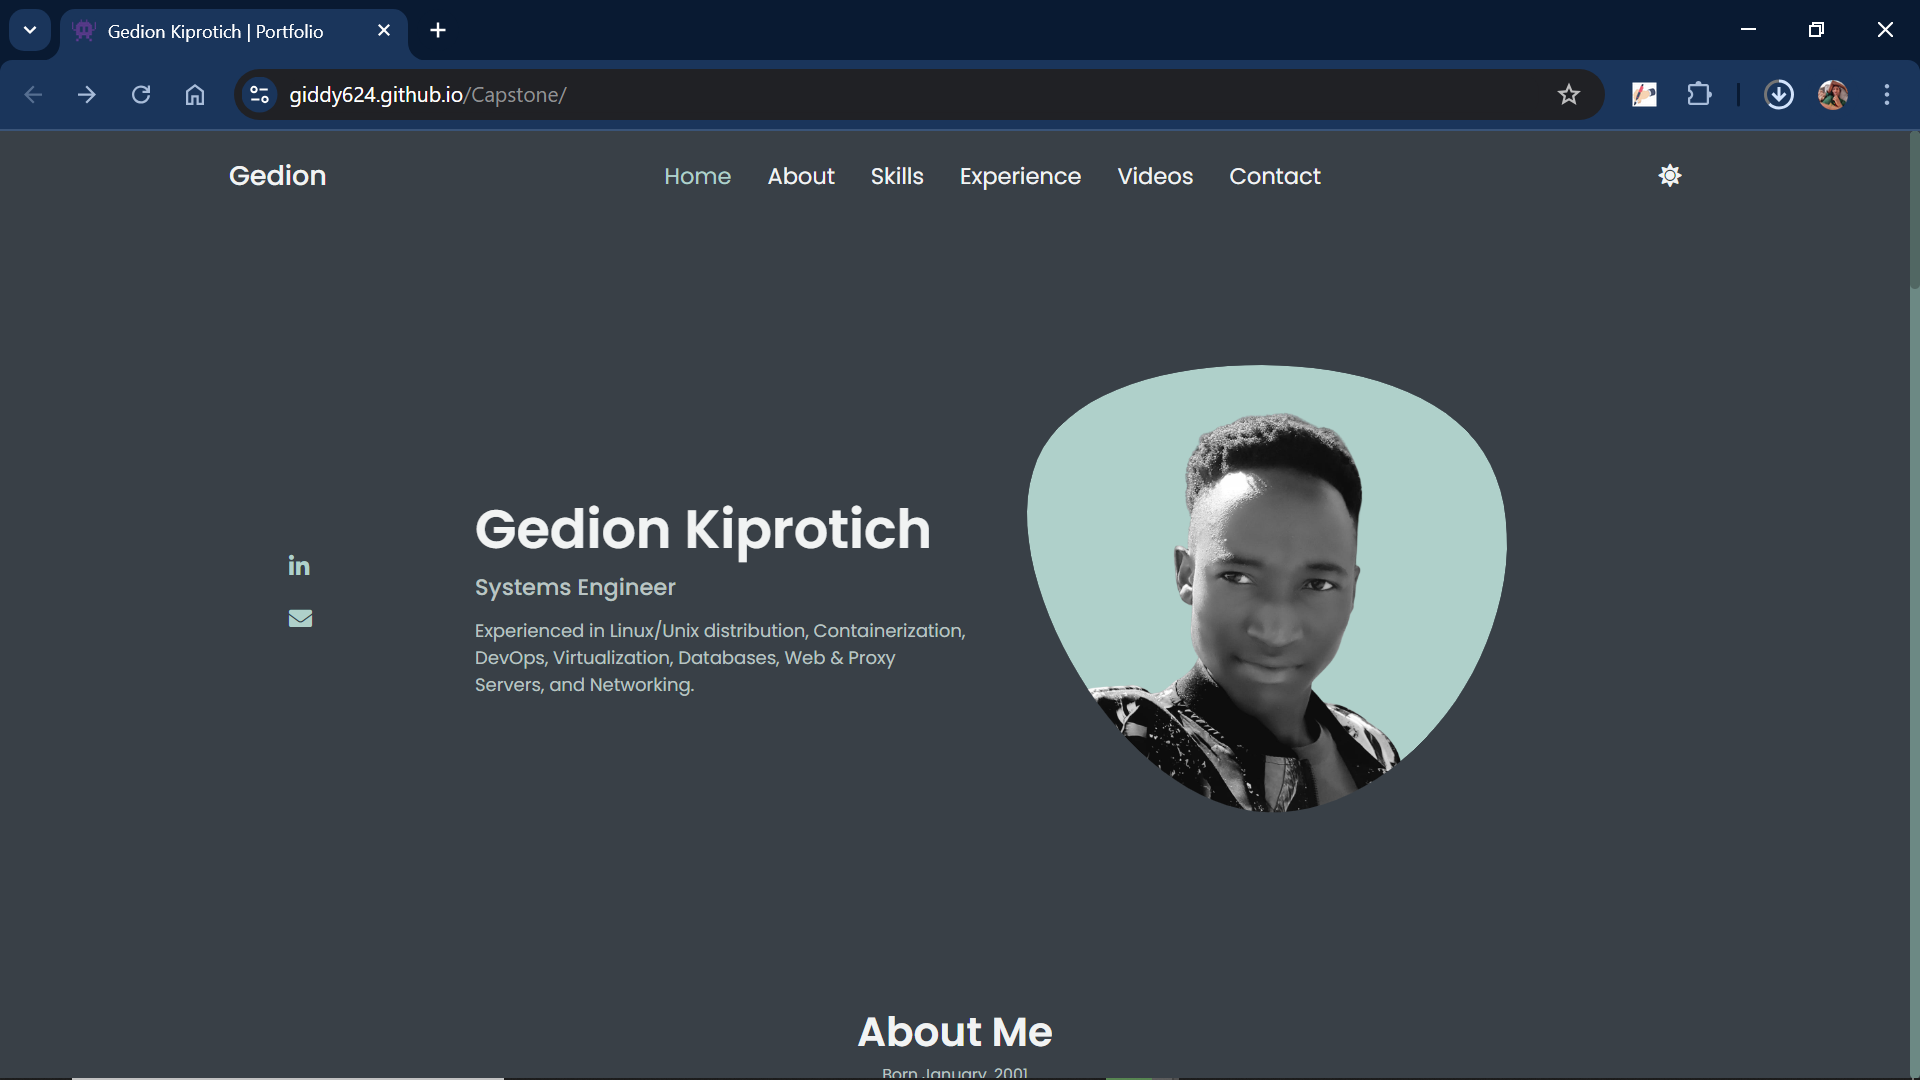 Gedion Kiprotich | Portfolio
giddy624.github.io/Capstone/
Gedion
Home
About
Skills
Experience
Videos
Contact
Gedion Kiprotich
Systems Engineer
Experienced in Linux/Unix distribution, Containerization,
DevOps, Virtualization, Databases, Web & Proxy
Servers, and Networking.
in
About Me
Born January, 2001